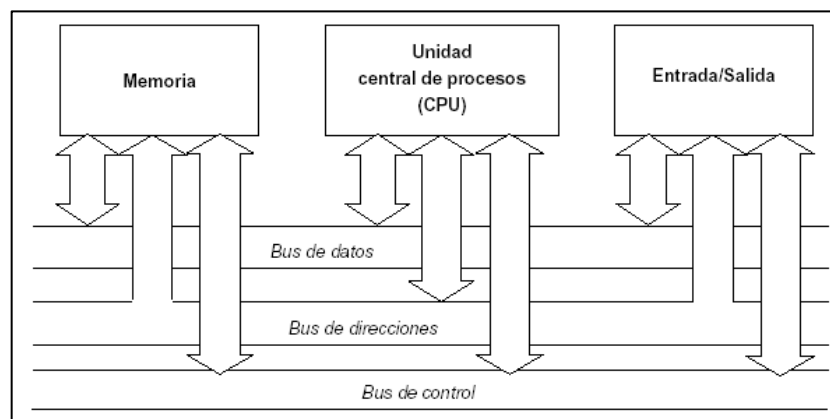 Memoria
Unidad
central de procesos
(CPU)
Entrada/Salida
Bus de datos
Bus de direcciones
Bus de control